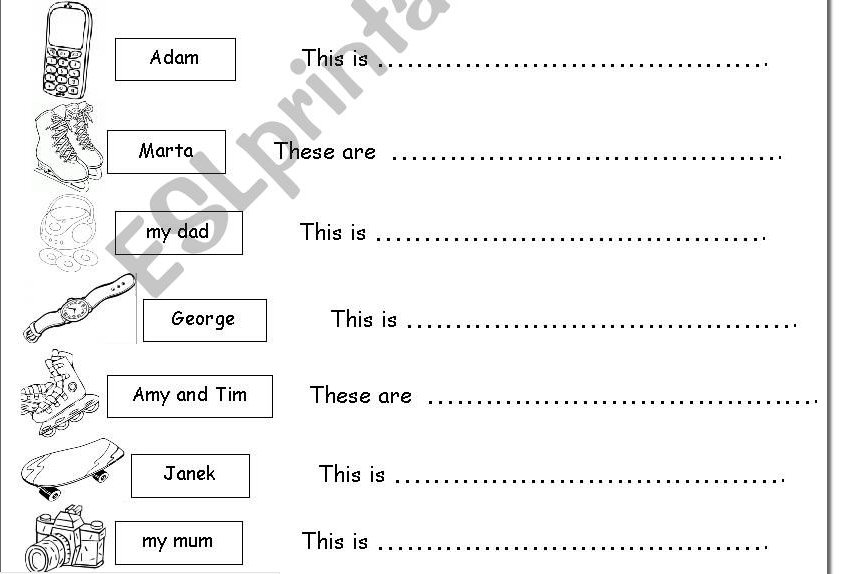 Adam This is .......................................
Marta These are .......................................
my dad This is .......................................
George This is .......................................
Amy and Tim These are .......................................
Janek This is .......................................
my mum This is .......................................
ESLprinta